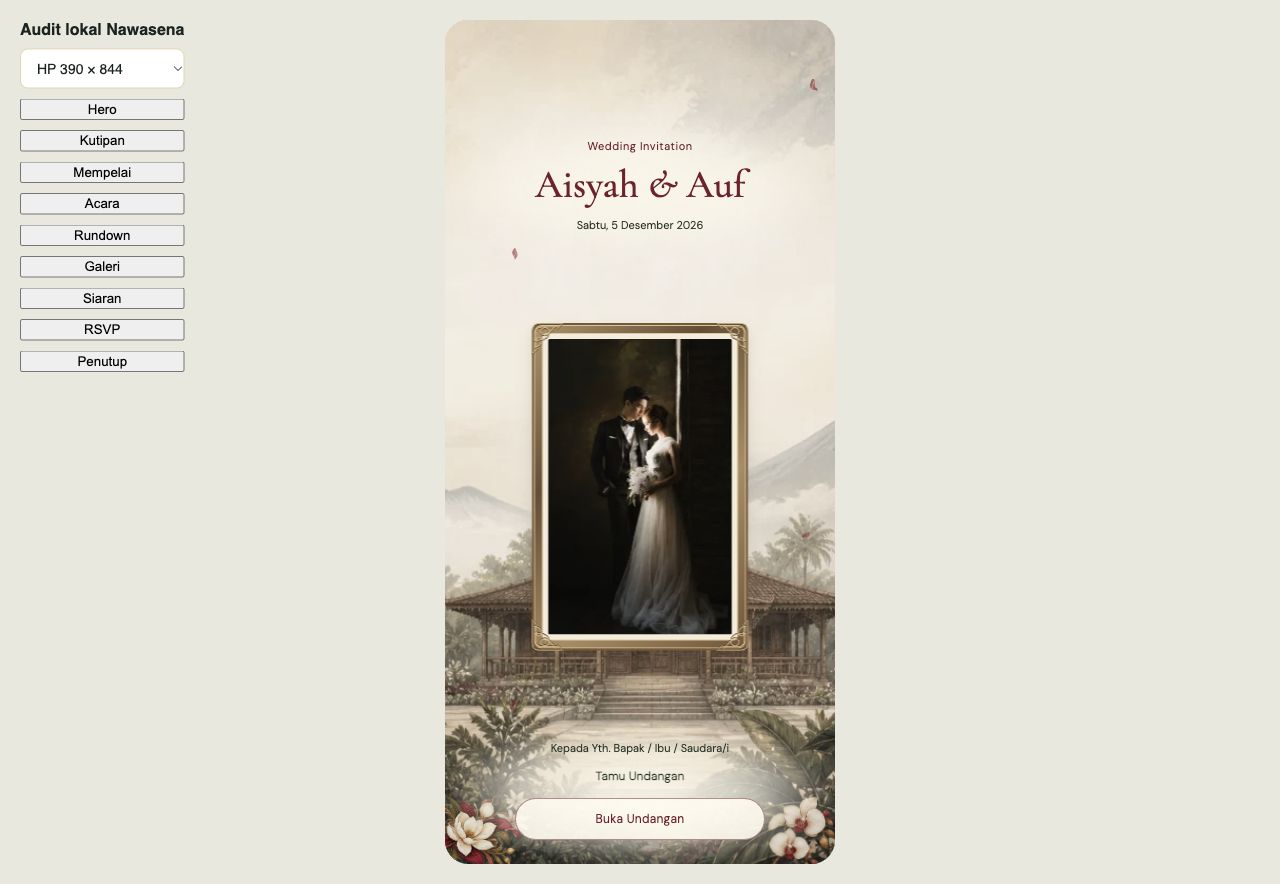 Audit lokal Nawasena
HP 390 × 844
Hero
Kutipan
Mempelai
Acara
Rundown
Galeri
Siaran
RSVP
Penutup
Wedding Invitation
Aisyah & Auf
Sabtu, 5 Desember 2026
Kepada Yth. Bapak / Ibu / Saudara/i
Tamu Undangan
Buka Undangan